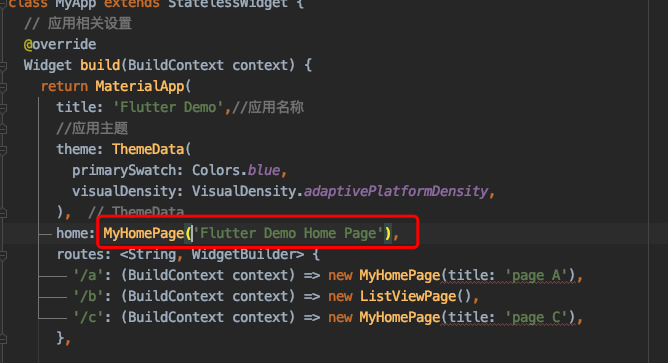 class MyApp extends StatelessWidget {
// 应用相关设置
@override
Widget build(BuildContext context) {
return MaterialApp(
title: 'Flutter Demo',//应用名称
//应用主题
theme: ThemeData(
primarySwatch: Colors.blue,
visualDensity: VisualDensity.adaptivePlatformDensity,
), // ThemeData
home: MyHomePage('Flutter Demo Home Page'),
routes: <String, WidgetBuilder> {
'/a': (BuildContext context) => new MyHomePage(title: 'page A'),
'/b': (BuildContext context) => new ListViewPage(),
'/c': (BuildContext context) => new MyHomePage(title: 'page C'),
},